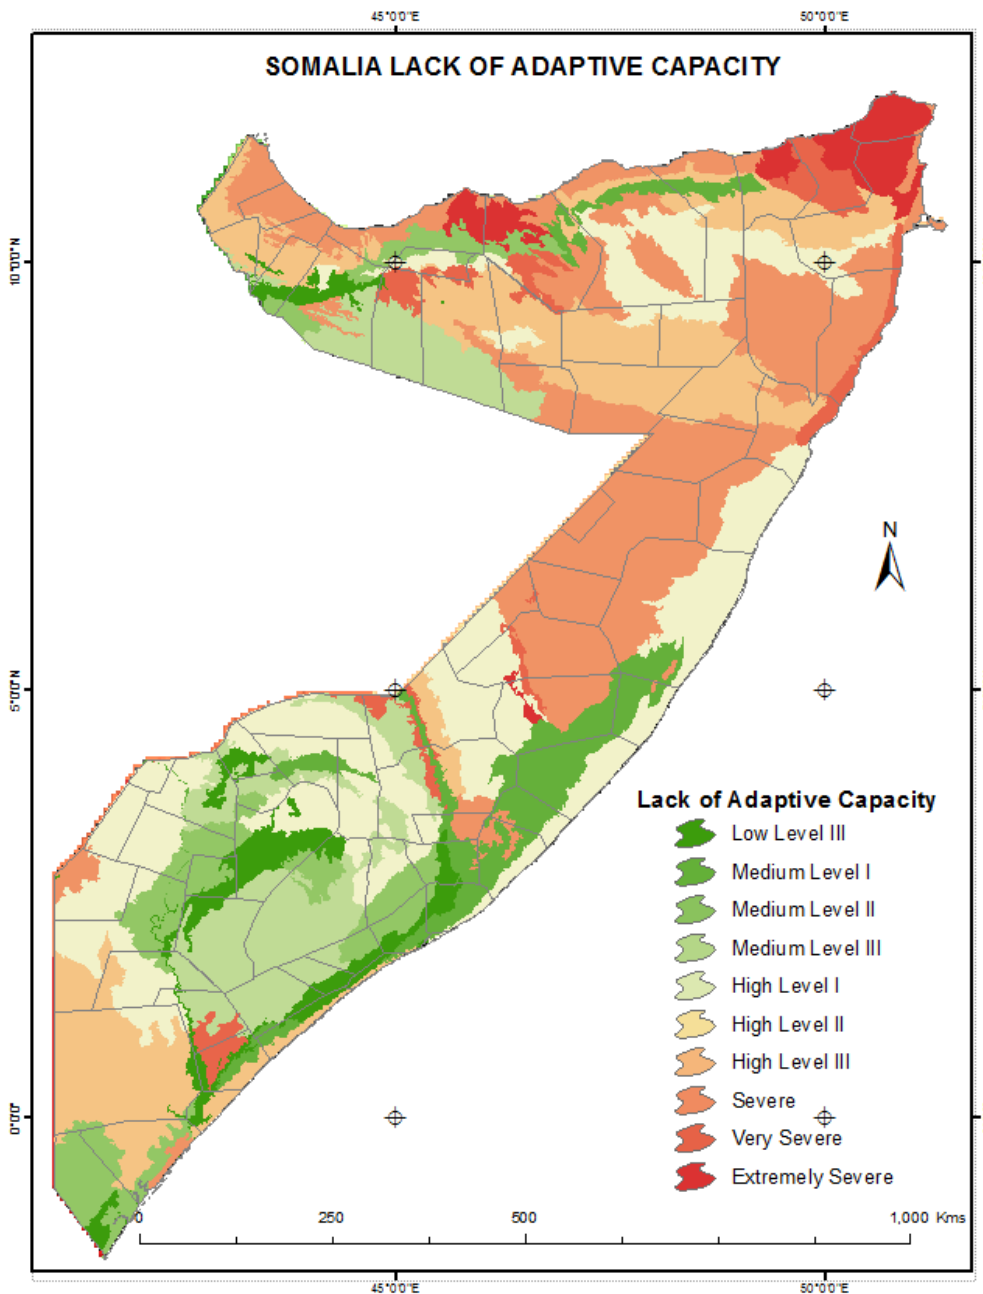 45°0'0"E 50°0'0"E
SOMALIA LACK OF ADAPTIVE CAPACITY
10°0'0"N
N
5°0'0"N
Lack of Adaptive Capacity
Low Level III
Medium Level I
Medium Level II
Medium Level III
High Level I
High Level II
High Level III
0°0'0"
Severe
Very Severe
Extremely Severe
0 250 500 1,000 Kms
45°0'0"E 50°0'0"E